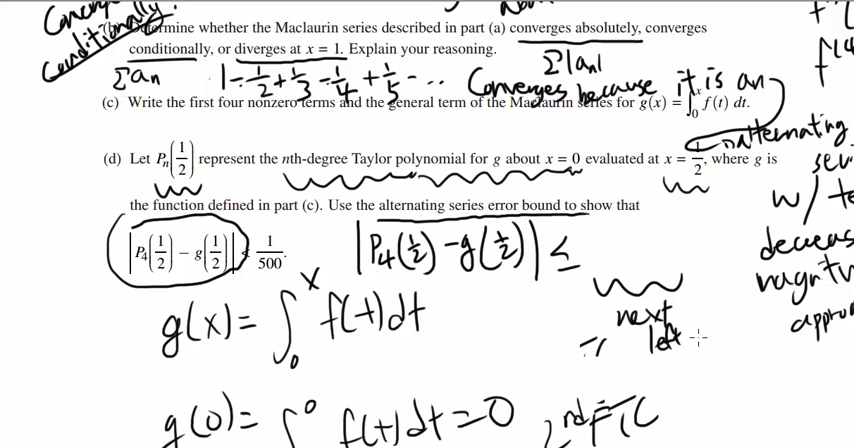 Conditionally
(b) Determine whether the Maclaurin series described in part (a) converges absolutely, converges
conditionally, or diverges at x = 1. Explain your reasoning.
Conditionally
Σan 1 - 1/2 + 1/3 - 1/4 + 1/5 - ... Σ|an|
Converges because it is an
(c) Write the first four nonzero terms and the general term of the Maclaurin series for g(x) = ∫₀ˣ f(t) dt.
alternating
(d) Let Pn(1/2) represent the nth-degree Taylor polynomial for g about x = 0 evaluated at x = 1/2, where g is
w/
the function defined in part (c). Use the alternating series error bound to show that
|P4(1/2) - g(1/2)| < 1/500.
|P4(1/2) - g(1/2)| ≤
g(x) = ∫₀ˣ f(t)dt
next
left
g(0) = ∫⁰ f(t)dt = 0 2nd FTC